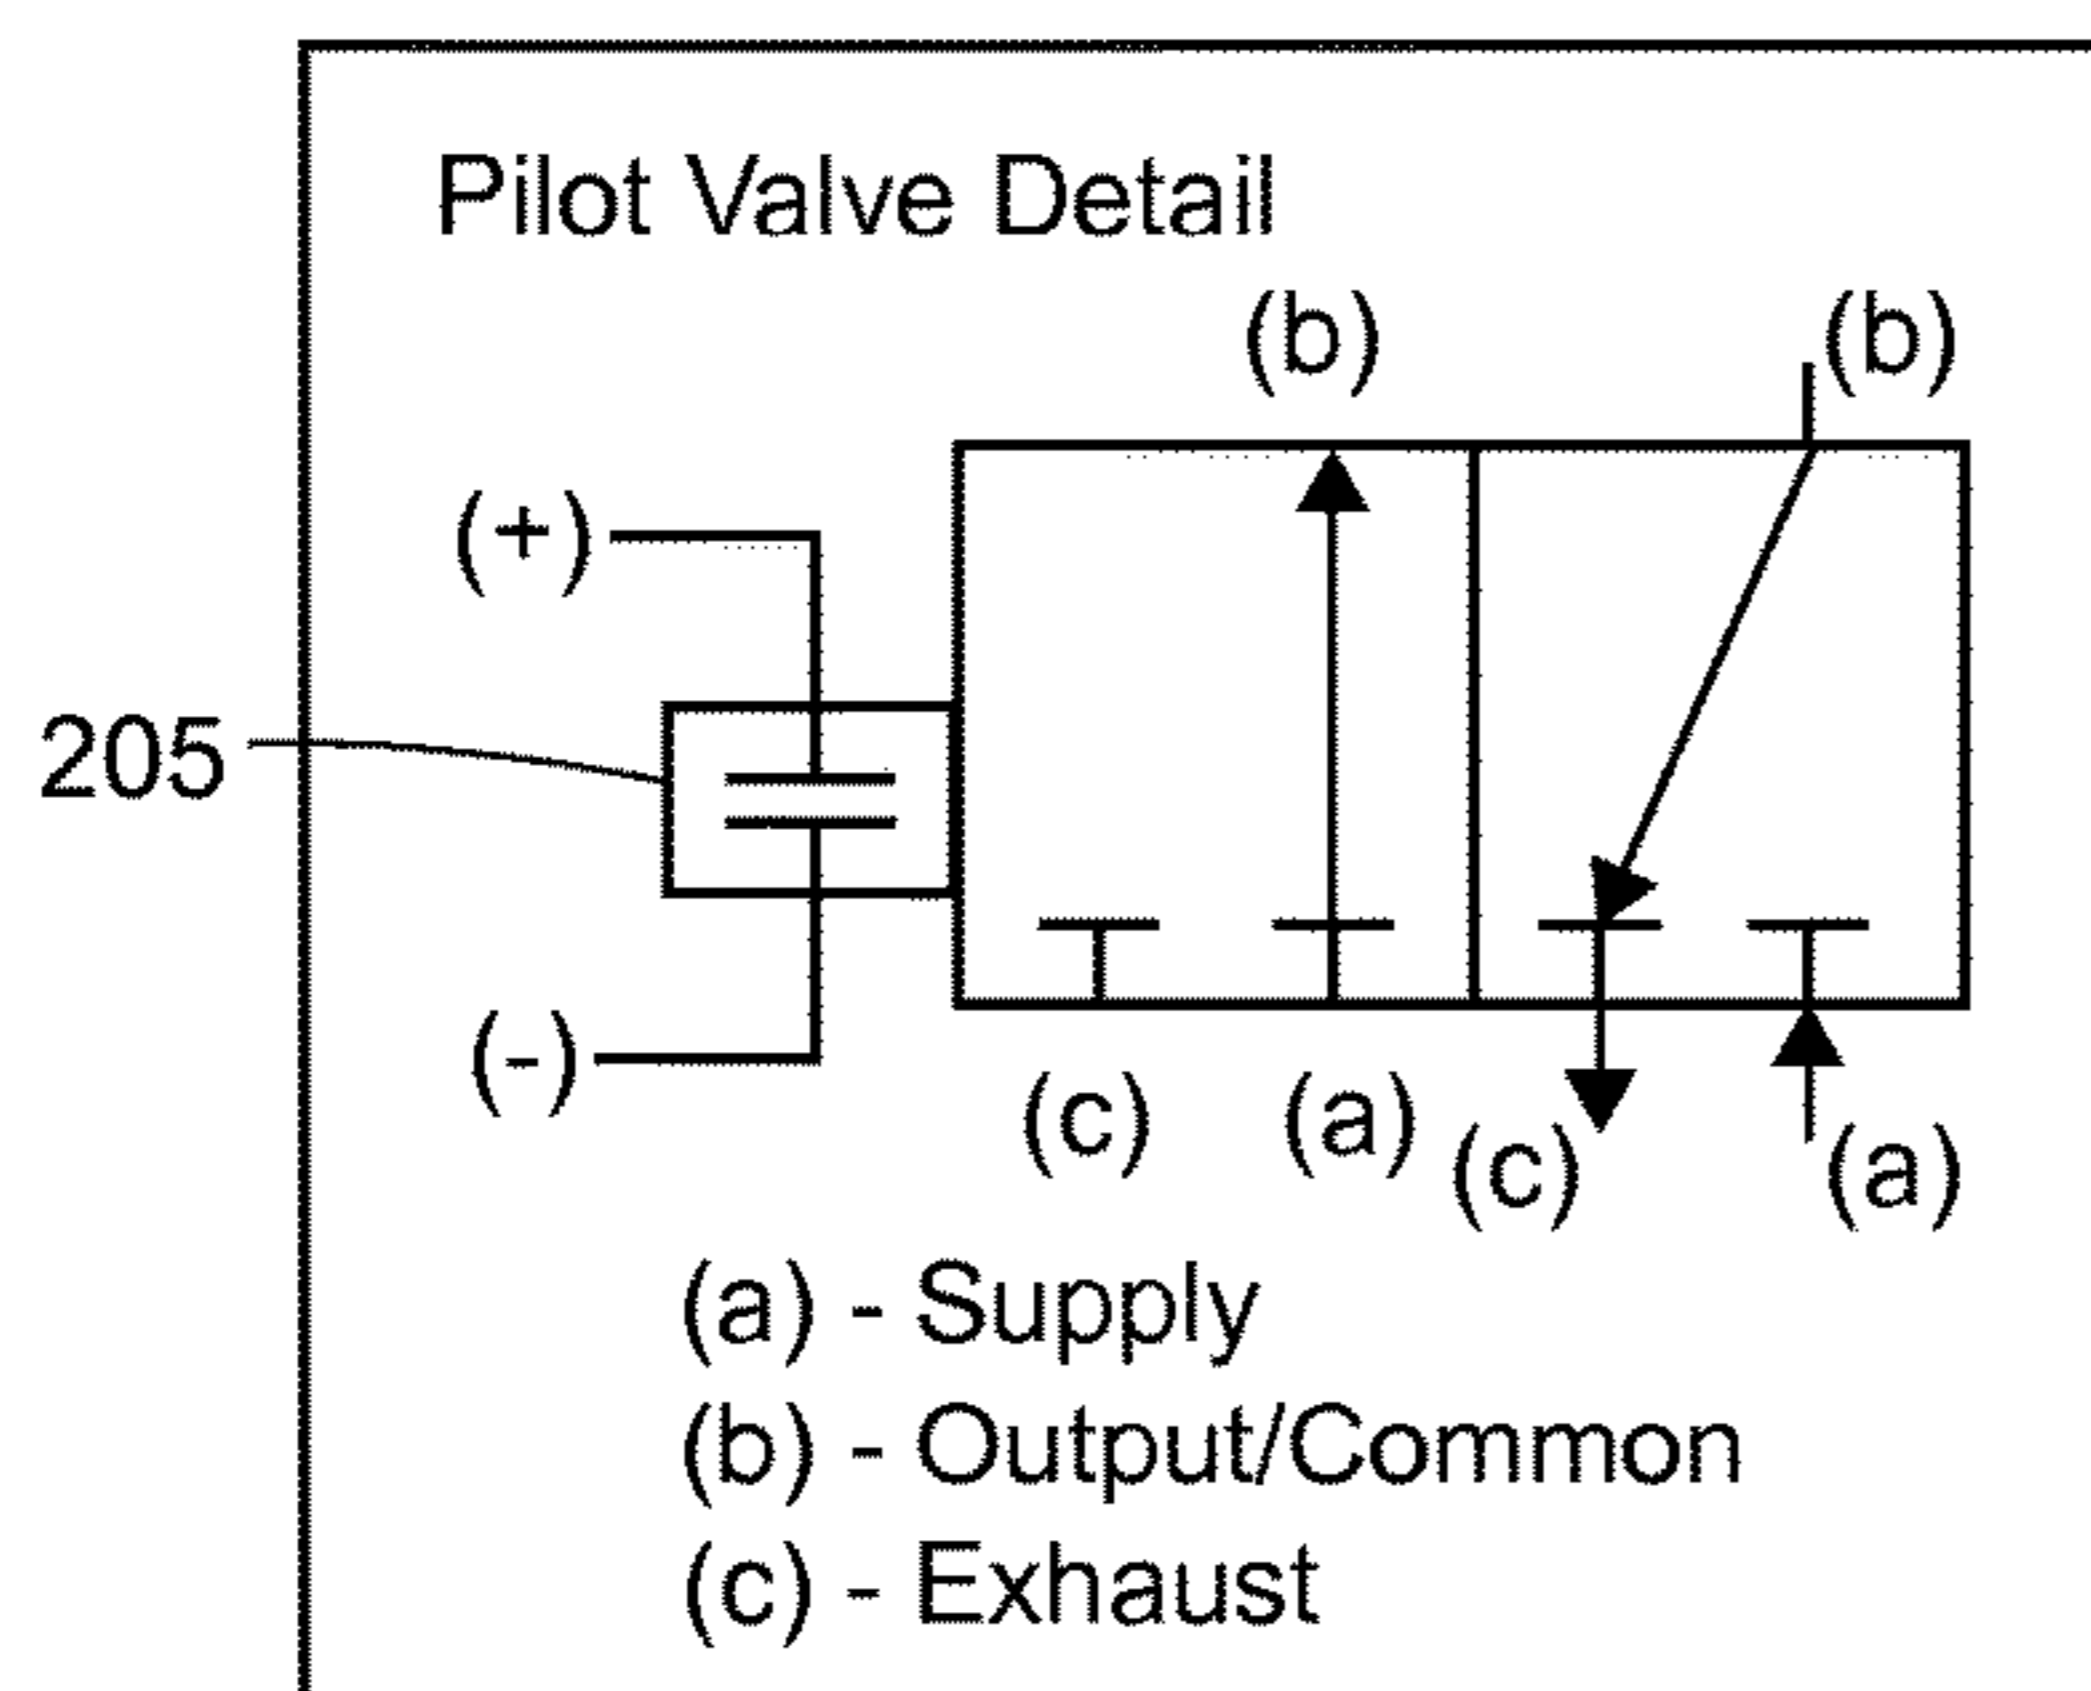 Pilot Valve Detail
(b) (b)
(+)
205
(-)
(c) (a) (c) (a)
(a) - Supply
(b) - Output/Common
(c) - Exhaust